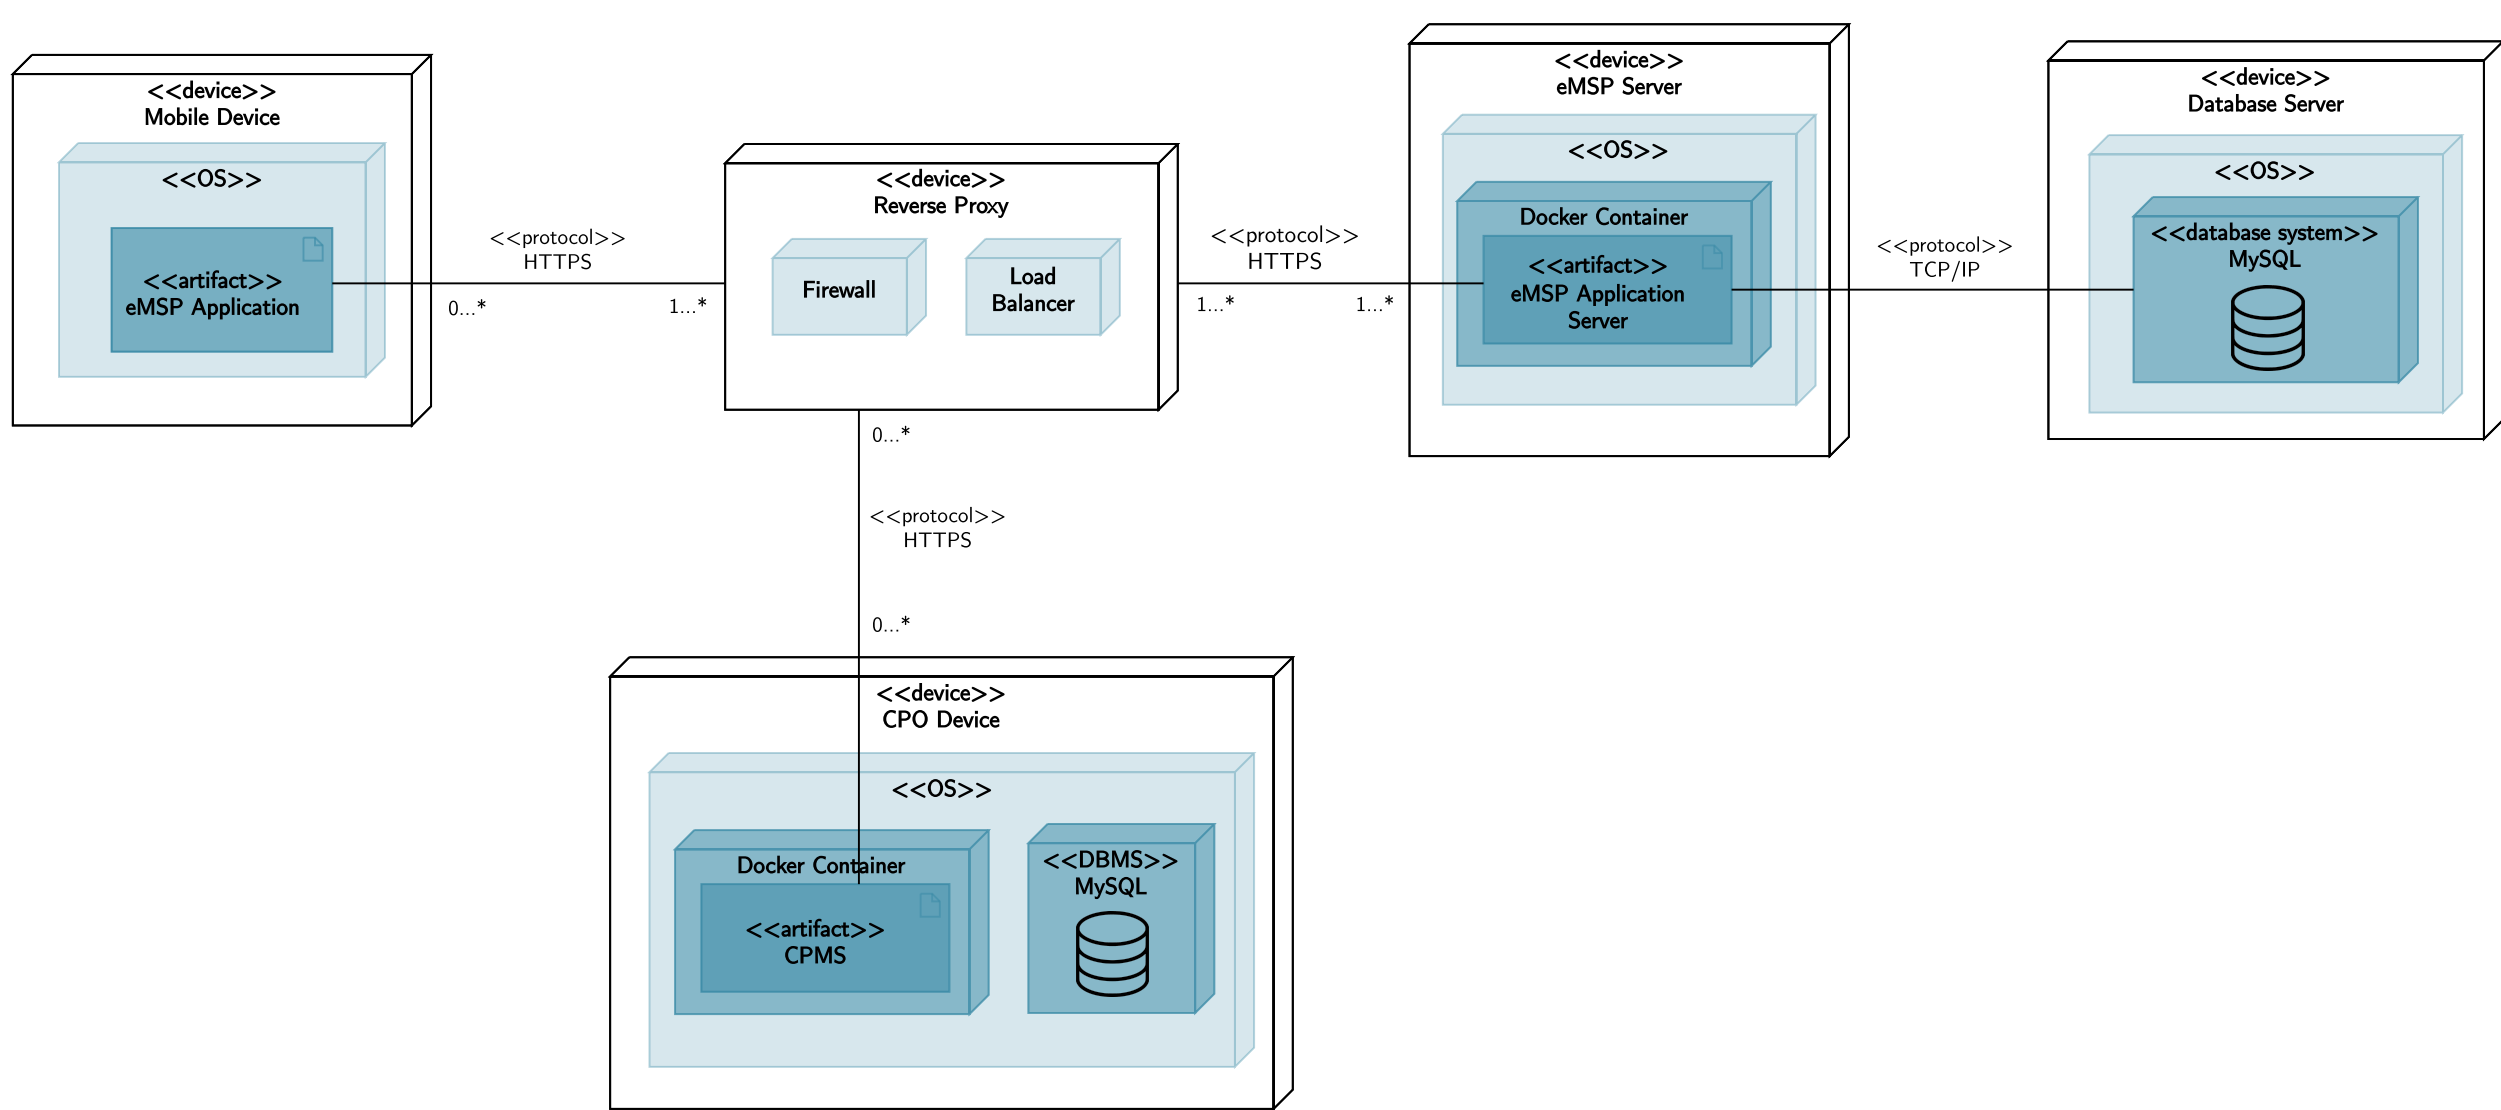 <<device>>
Mobile Device
<<OS>>
<<artifact>>
eMSP Application
<<protocol>>
HTTPS
0...*
1...*
<<device>>
Reverse Proxy
Firewall
Load
Balancer
<<protocol>>
HTTPS
1...*
1...*
<<device>>
eMSP Server
<<OS>>
Docker Container
<<artifact>>
eMSP Application
Server
<<protocol>>
TCP/IP
<<device>>
Database Server
<<OS>>
<<database system>>
MySQL
0...*
<<protocol>>
HTTPS
0...*
<<device>>
CPO Device
<<OS>>
Docker Container
<<artifact>>
CPMS
<<DBMS>>
MySQL